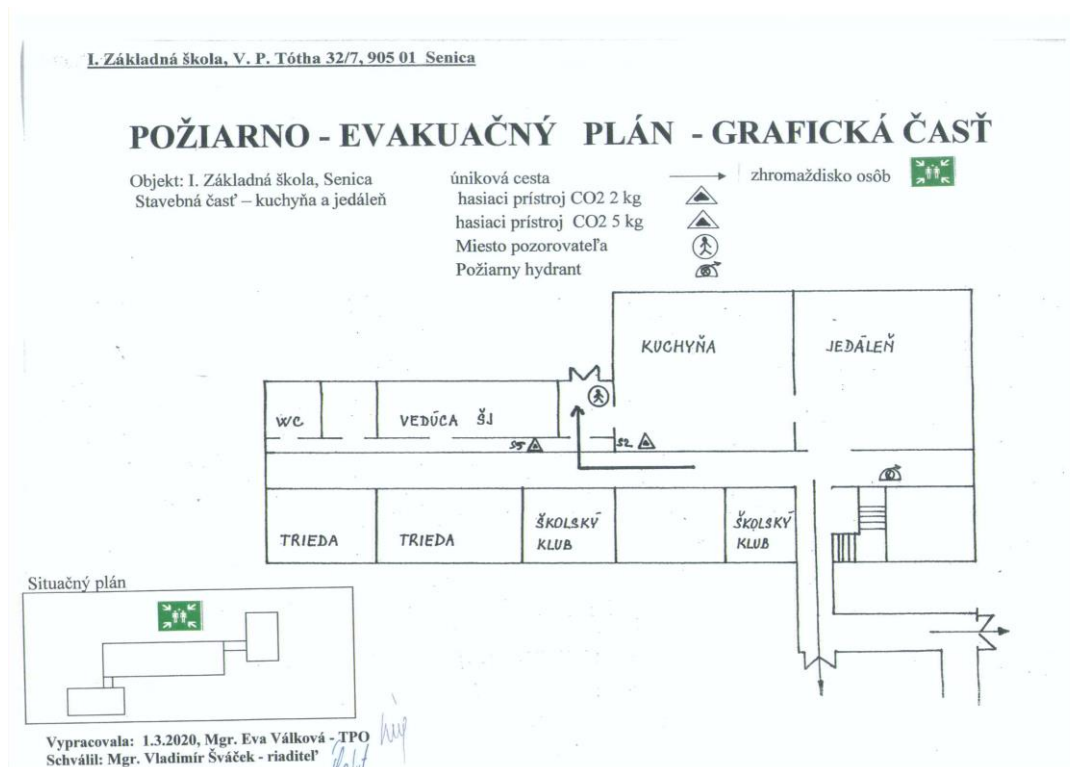 I. Základná škola, V. P. Tótha 32/7, 905 01 Senica
POŽIARNO - EVAKUAČNÝ PLÁN - GRAFICKÁ ČASŤ
Objekt: I. Základná škola, Senica
Stavebná časť – kuchyňa a jedáleň
úniková cesta
hasiaci prístroj CO2 2 kg
hasiaci prístroj CO2 5 kg
Miesto pozorovateľa
Požiarny hydrant
zhromaždisko osôb
KUCHYŇA
JEDÁLEŇ
WC
VEDÚCA ŠJ
S5
S2
TRIEDA
TRIEDA
ŠKOLSKÝ
KLUB
ŠKOLSKÝ
KLUB
Situačný plán
Vypracovala: 1.3.2020, Mgr. Eva Válková - TPO
Schválil: Mgr. Vladimír Šváček - riaditeľ